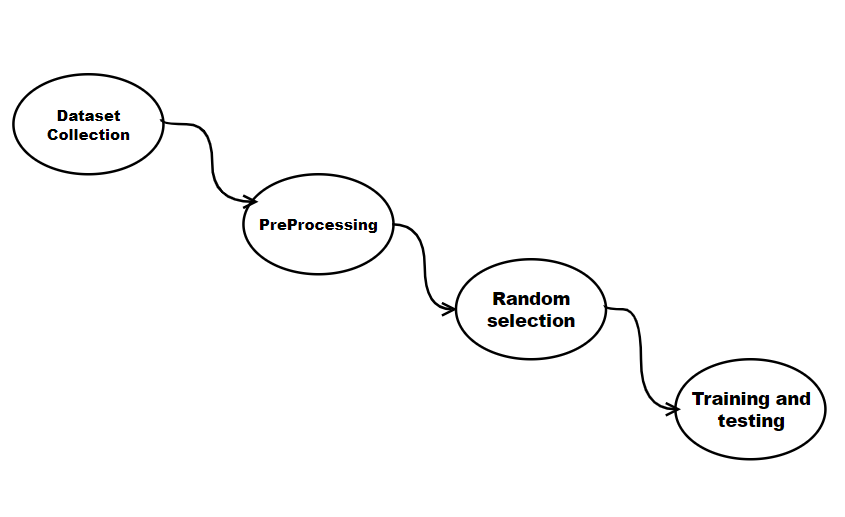 Dataset
Collection
PreProcessing
Random
selection
Training and
testing